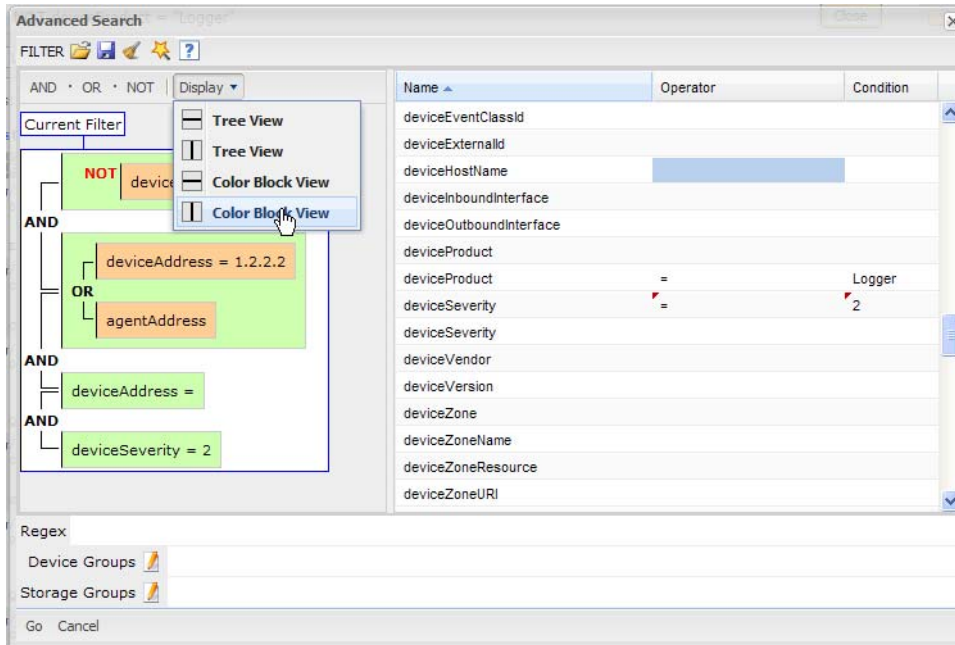 Advanced Search
FILTER ?
AND · OR · NOT | Display
Tree View
Tree View
Color Block View
Color Block View
Current Filter
NOT
AND
deviceAddress = 1.2.2.2
OR
agentAddress
AND
deviceAddress =
AND
deviceSeverity = 2
Name Operator Condition
deviceEventClassId
deviceExternalId
deviceHostName
deviceInboundInterface
deviceOutboundInterface
deviceProduct
deviceProduct = Logger
deviceSeverity = 2
deviceSeverity
deviceVendor
deviceVersion
deviceZone
deviceZoneName
deviceZoneResource
deviceZoneURI
Regex
Device Groups
Storage Groups
Go Cancel